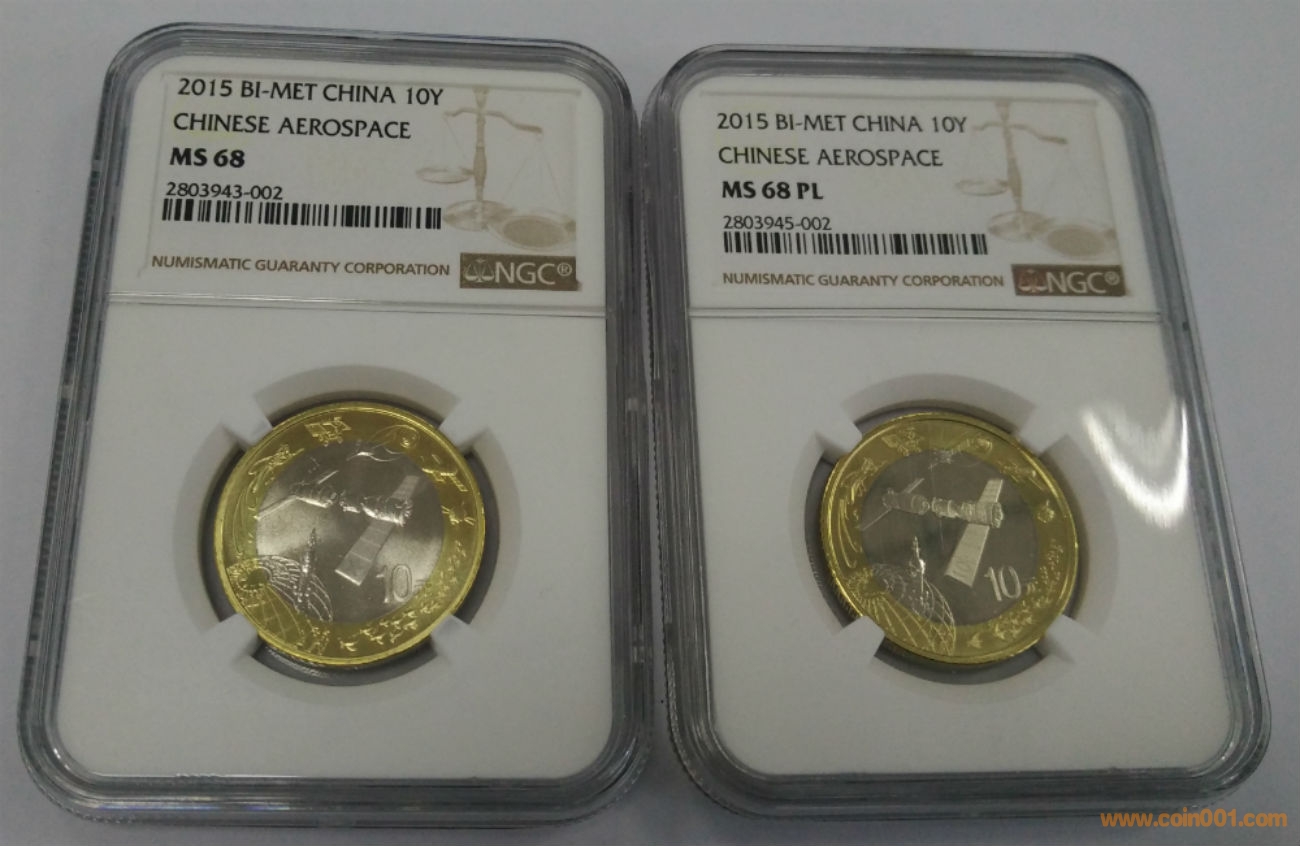 2015 BI-MET CHINA 10Y
CHINESE AEROSPACE
MS 68
2803943-002
NUMISMATIC GUARANTY CORPORATION NGC®
10
2015 BI-MET CHINA 10Y
CHINESE AEROSPACE
MS 68 PL
2803945-002
NUMISMATIC GUARANTY CORPORATION NGC®
10
www.coin001.com